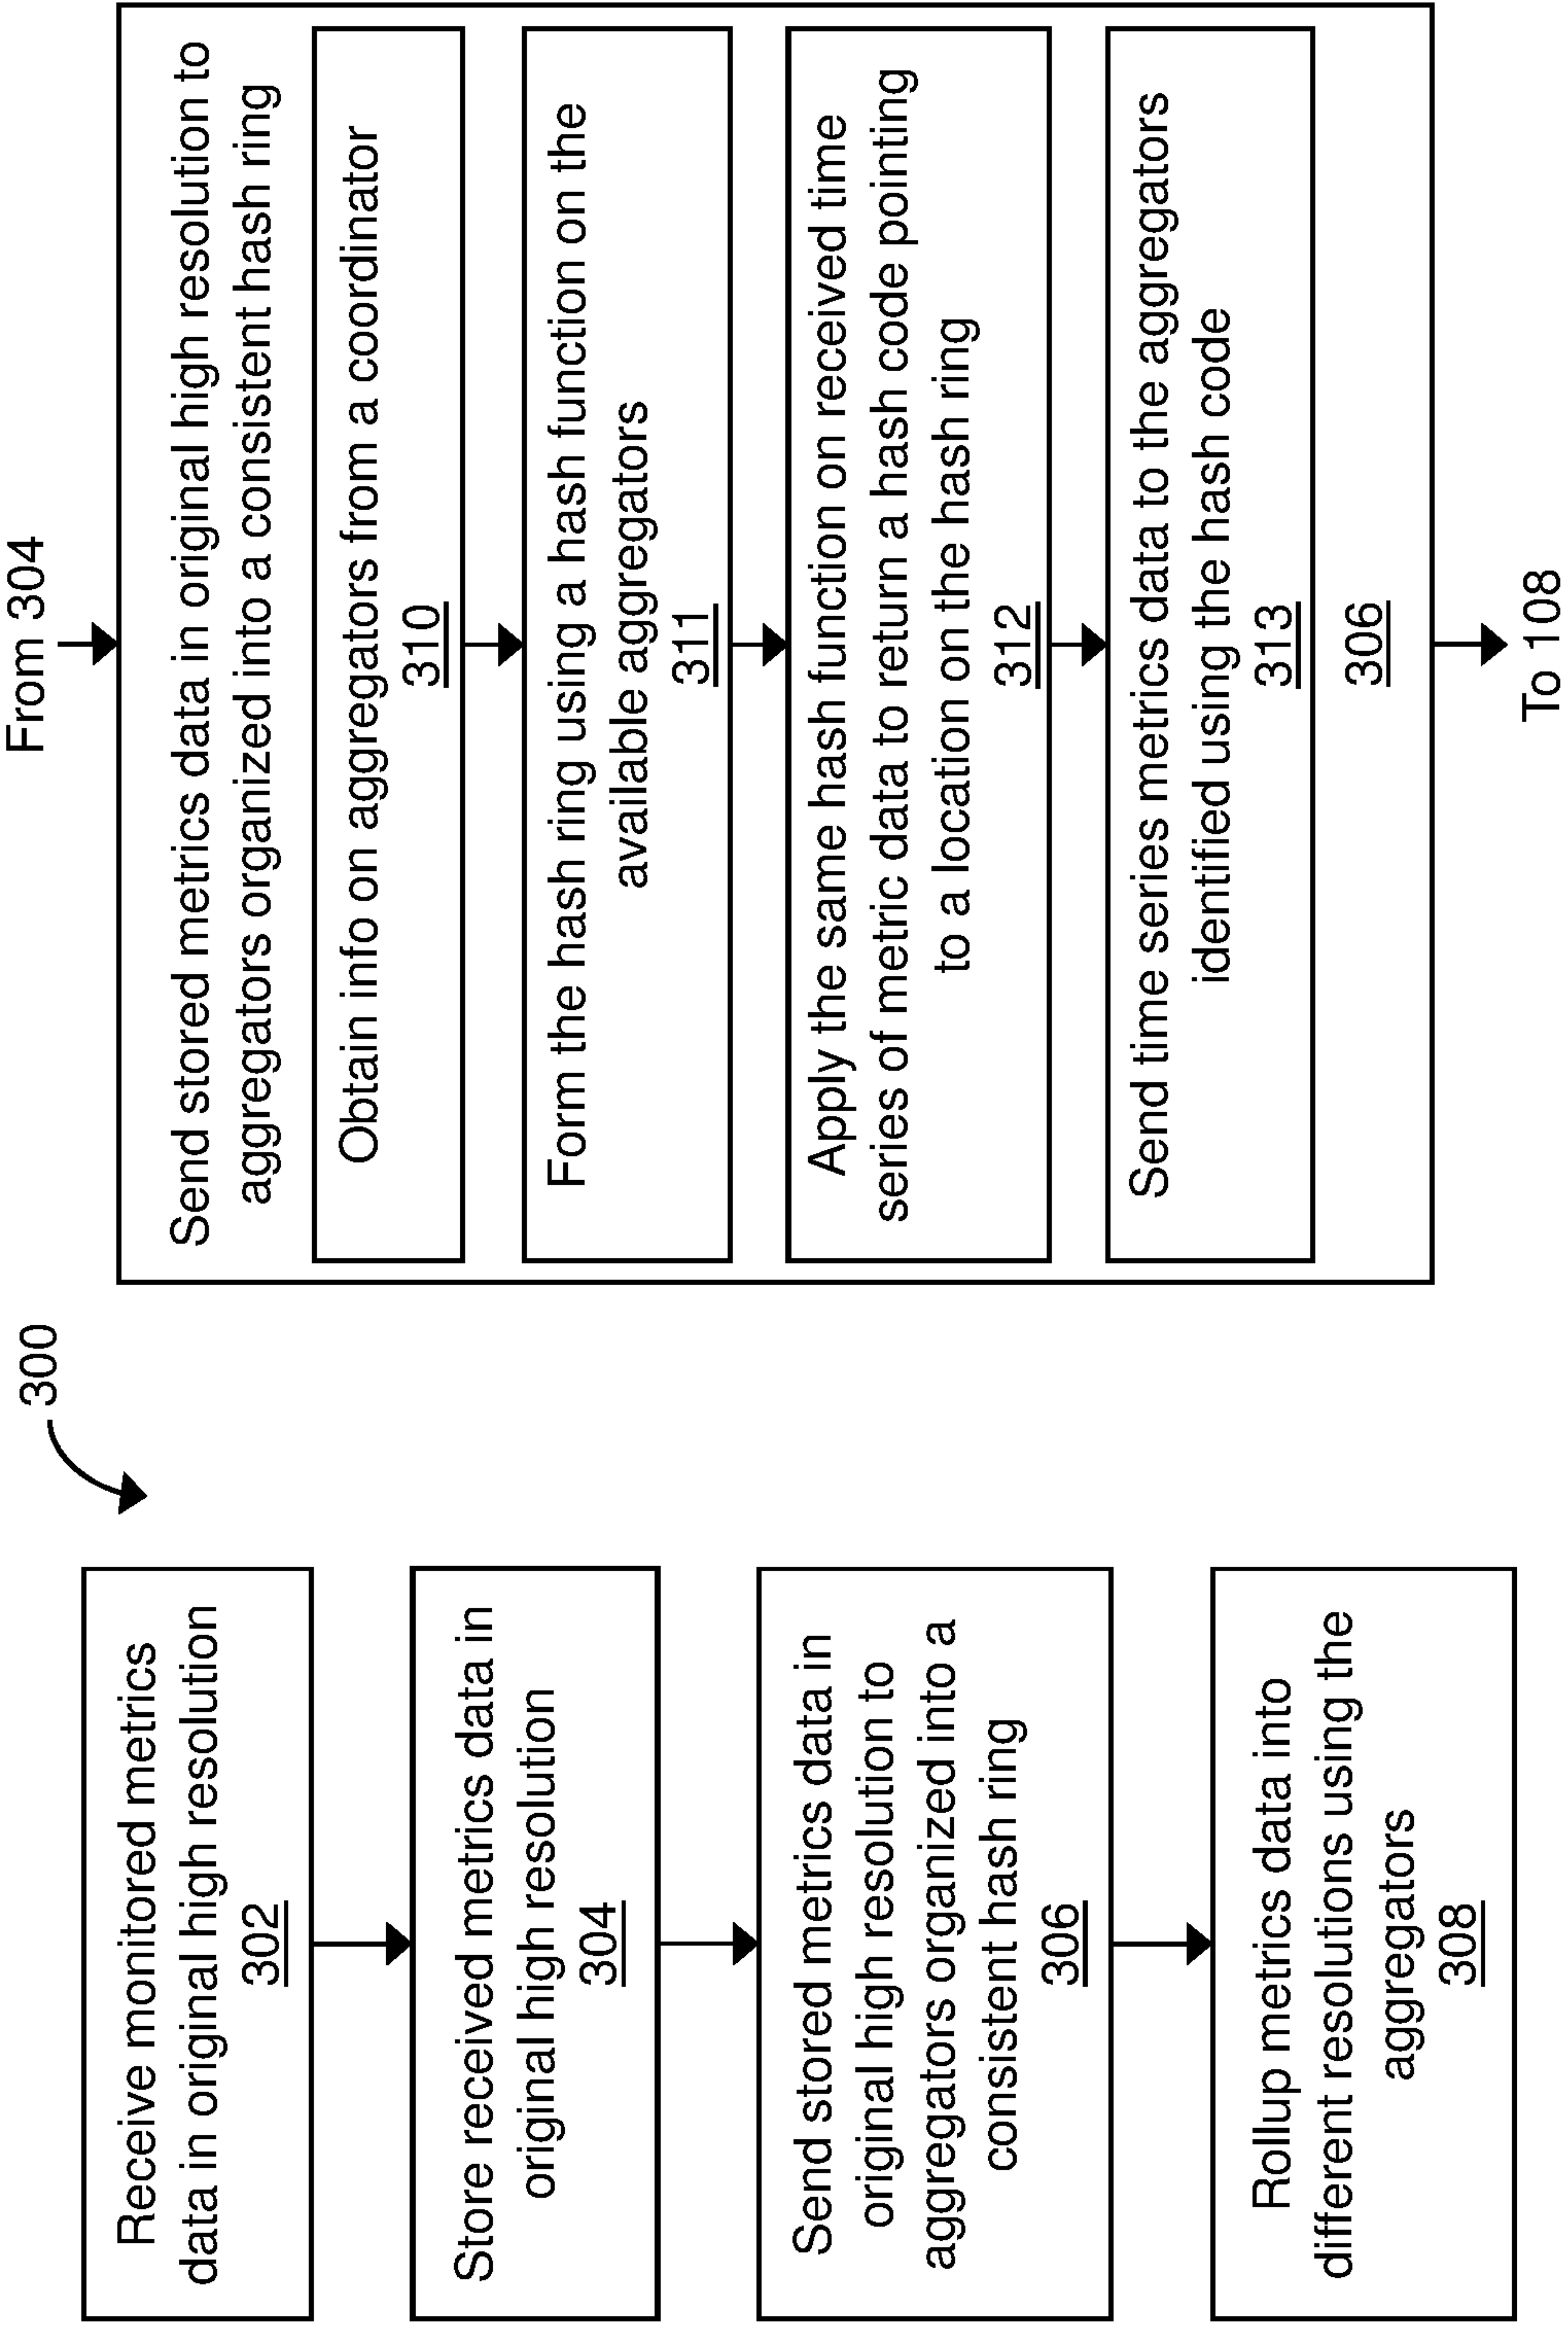 300
Receive monitored metrics
data in original high resolution
302
Store received metrics data in
original high resolution
304
Send stored metrics data in
original high resolution to
aggregators organized into a
consistent hash ring
306
Rollup metrics data into
different resolutions using the
aggregators
308
From 304
Send stored metrics data in original high resolution to
aggregators organized into a consistent hash ring
Obtain info on aggregators from a coordinator
310
Form the hash ring using a hash function on the
available aggregators
311
Apply the same hash function on received time
series of metric data to return a hash code pointing
to a location on the hash ring
312
Send time series metrics data to the aggregators
identified using the hash code
313
306
To 108